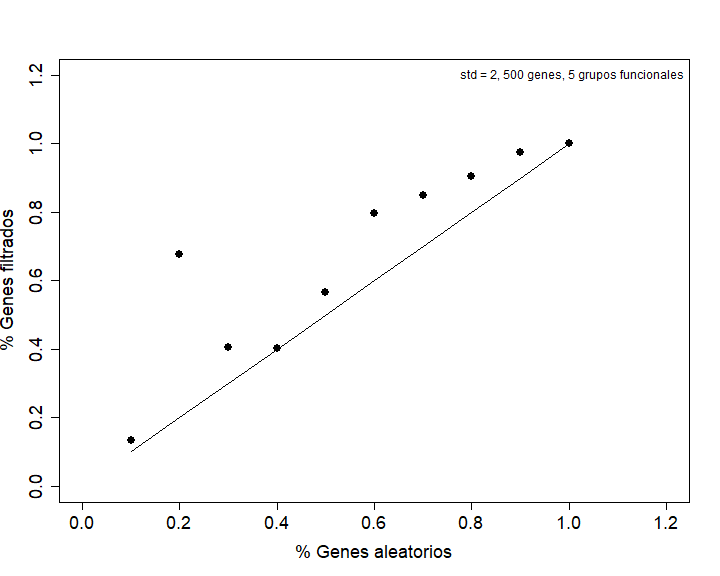 std = 2, 500 genes, 5 grupos funcionales
% Genes filtrados
1.2
1.0
0.8
0.6
0.4
0.2
0.0
0.0 0.2 0.4 0.6 0.8 1.0 1.2
% Genes aleatorios